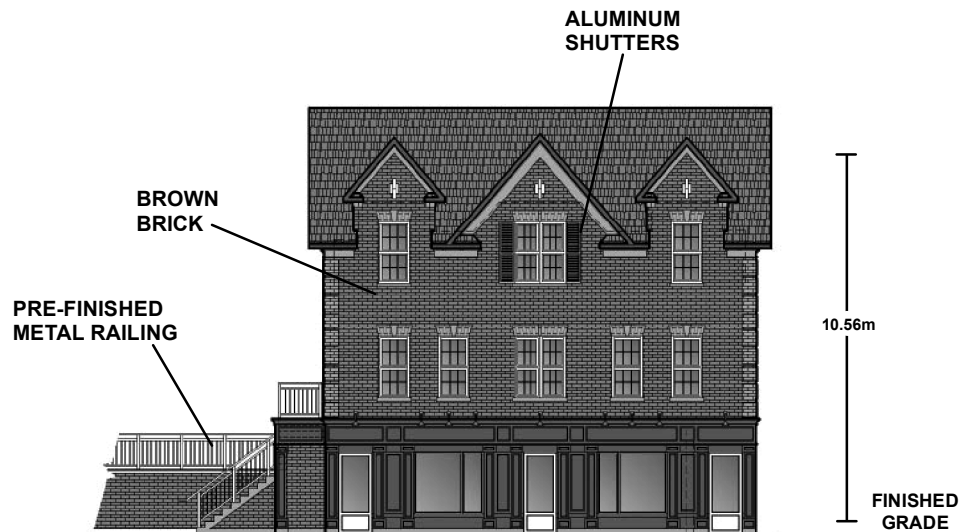 ALUMINUM
SHUTTERS
BROWN
BRICK
PRE-FINISHED
METAL RAILING
10.56m
FINISHED
GRADE